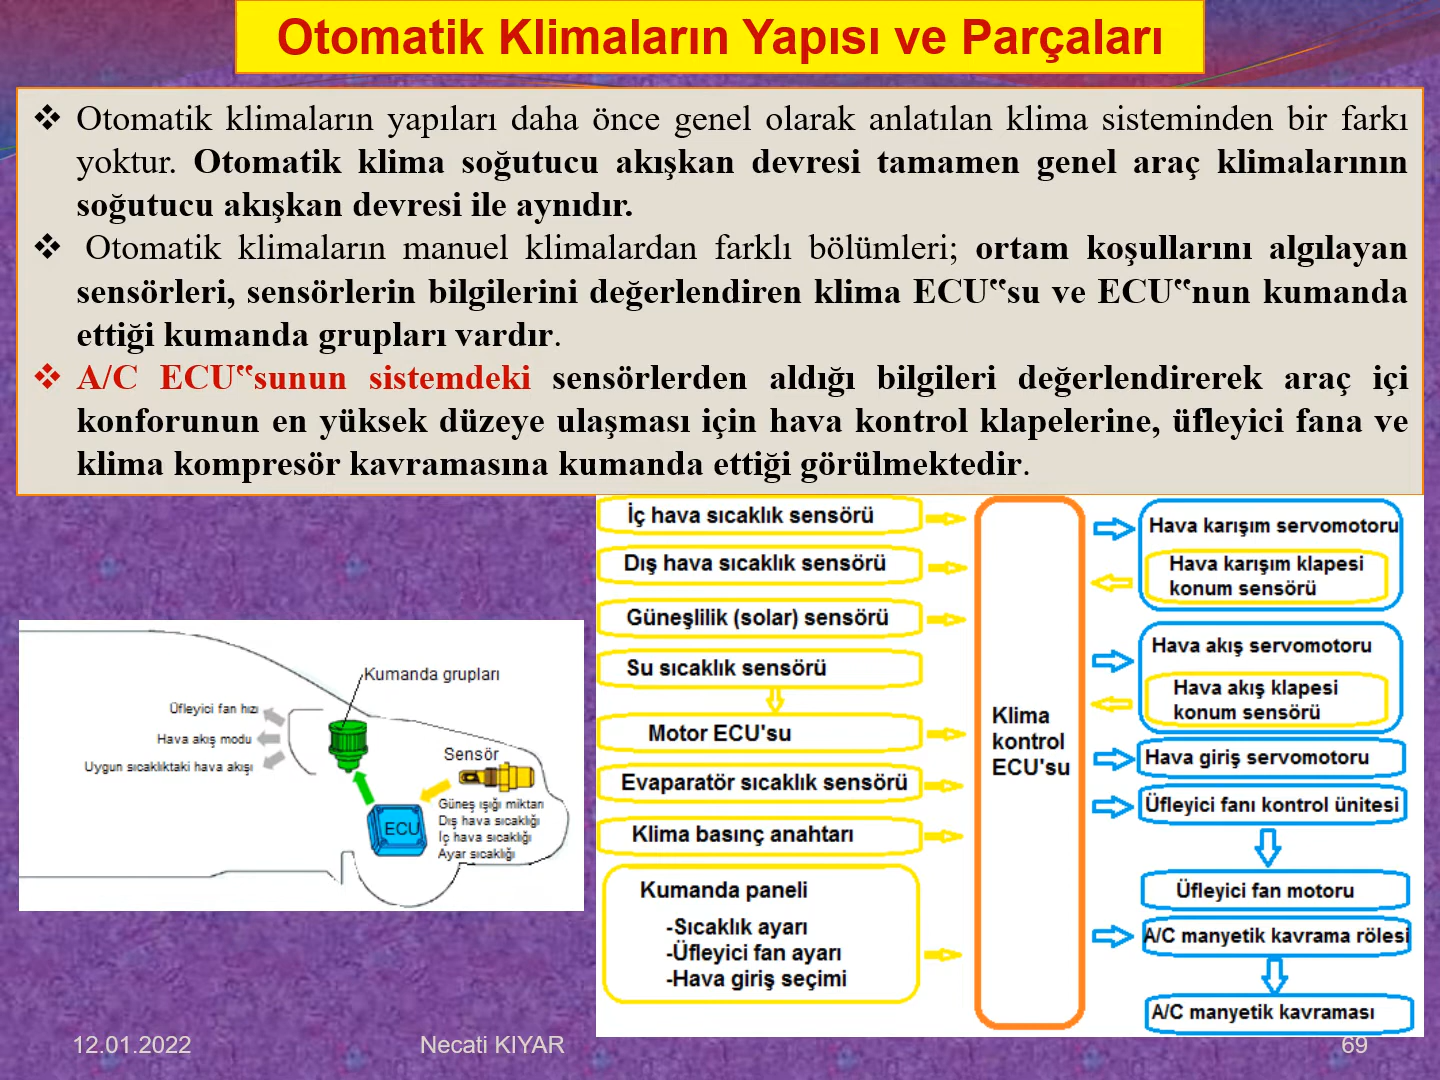 Otomatik Klimaların Yapısı ve Parçaları
❖ Otomatik klimaların yapıları daha önce genel olarak anlatılan klima sisteminden bir farkı
yoktur. Otomatik klima soğutucu akışkan devresi tamamen genel araç klimalarının
soğutucu akışkan devresi ile aynıdır.
❖ Otomatik klimaların manuel klimalardan farklı bölümleri; ortam koşullarını algılayan
sensörleri, sensörlerin bilgilerini değerlendiren klima ECU‟su ve ECU‟nun kumanda
ettiği kumanda grupları vardır.
❖ A/C ECU‟sunun sistemdeki sensörlerden aldığı bilgileri değerlendirerek araç içi
konforunun en yüksek düzeye ulaşması için hava kontrol klapelerine, üfleyici fana ve
klima kompresör kavramasına kumanda ettiği görülmektedir.
Kumanda grupları
Üfleyici fan hızı
Hava akış modu
Uygun sıcaklıktaki hava akışı
Sensör
ECU
Güneş ışığı miktarı
Dış hava sıcaklığı
İç hava sıcaklığı
Ayar sıcaklığı
İç hava sıcaklık sensörü
Dış hava sıcaklık sensörü
Güneşlilik (solar) sensörü
Su sıcaklık sensörü
Motor ECU'su
Evaparatör sıcaklık sensörü
Klima basınç anahtarı
Kumanda paneli
-Sıcaklık ayarı
-Üfleyici fan ayarı
-Hava giriş seçimi
Klima
kontrol
ECU'su
Hava karışım servomotoru
Hava karışım klapesi
konum sensörü
Hava akış servomotoru
Hava akış klapesi
konum sensörü
Hava giriş servomotoru
Üfleyici fanı kontrol ünitesi
Üfleyici fan motoru
A/C manyetik kavrama rölesi
A/C manyetik kavraması
12.01.2022
Necati KIYAR
69